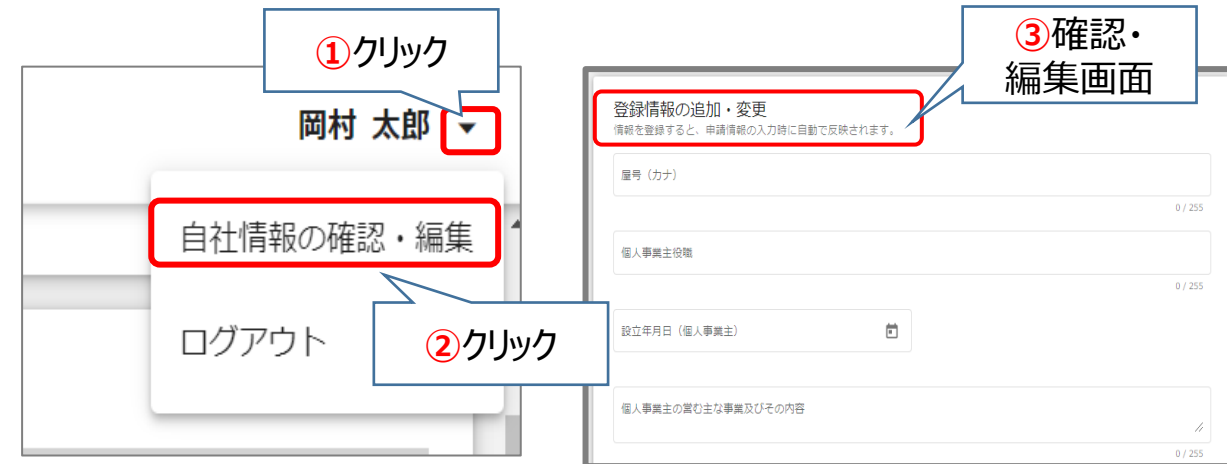 ①クリック
岡村 太郎
自社情報の確認・編集
ログアウト
②クリック
③確認・
編集画面
登録情報の追加・変更
情報を登録すると、申請情報の入力時に自動で反映されます。
屋号（カナ）
0 / 255
個人事業主役職
0 / 255
設立年月日（個人事業主）
個人事業主の営む主な事業及びその内容
0 / 255